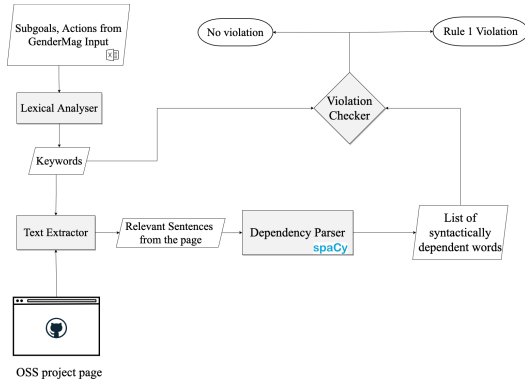 Subgoals, Actions from
GenderMag Input
No violation
Rule 1 Violation
Lexical Analyser
Violation
Checker
Keywords
Text Extractor
Relevant Sentences
from the page
Dependency Parser
spaCy
List of
syntactically
dependent words
OSS project page